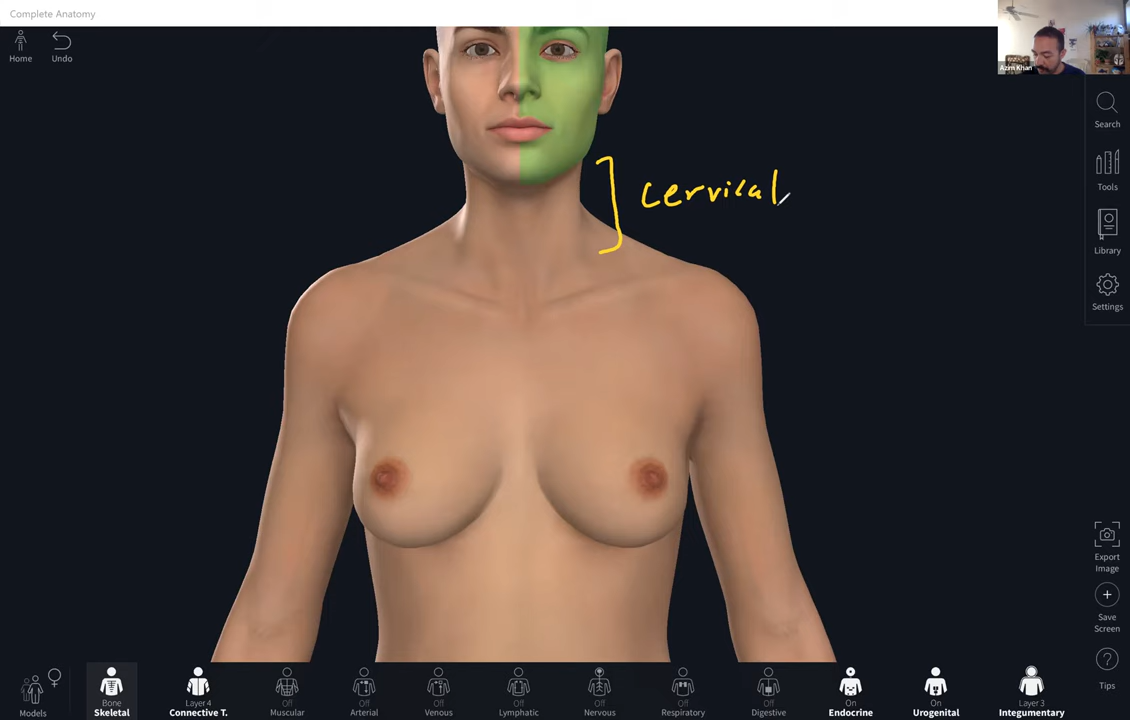 Complete Anatomy
Home
Undo
Azim Khan
Search
Tools
Library
Settings
cervical
Export
Image
Save
Screen
Tips
Models
Bone
Skeletal
Layer 4
Connective T.
Off
Muscular
Off
Arterial
Off
Venous
Off
Lymphatic
Off
Nervous
Off
Respiratory
Off
Digestive
On
Endocrine
On
Urogenital
Layer 3
Integumentary